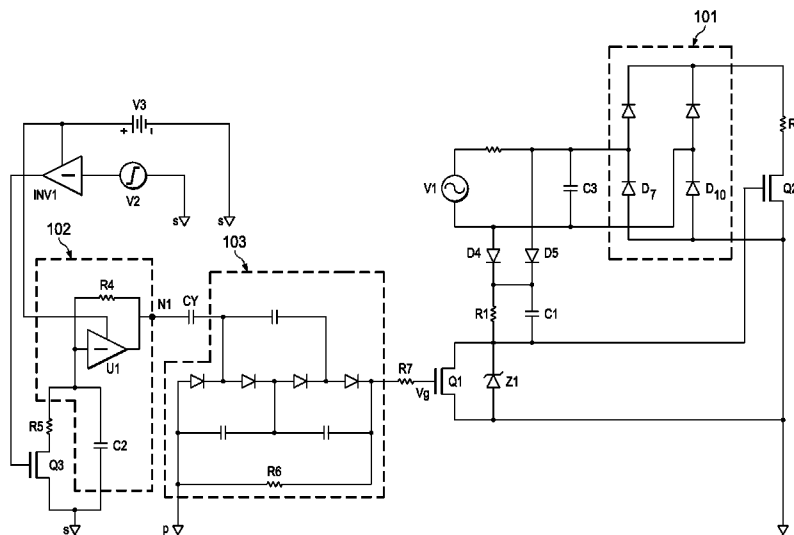 101
V3
+
R
INV1
V2
V1
C3
D7
D10
Q2
s
s
102
103
D4
D5
R4
N1
CY
R1
C1
U1
R7
Vg
Q1
Z1
R5
C2
R6
Q3
s
p